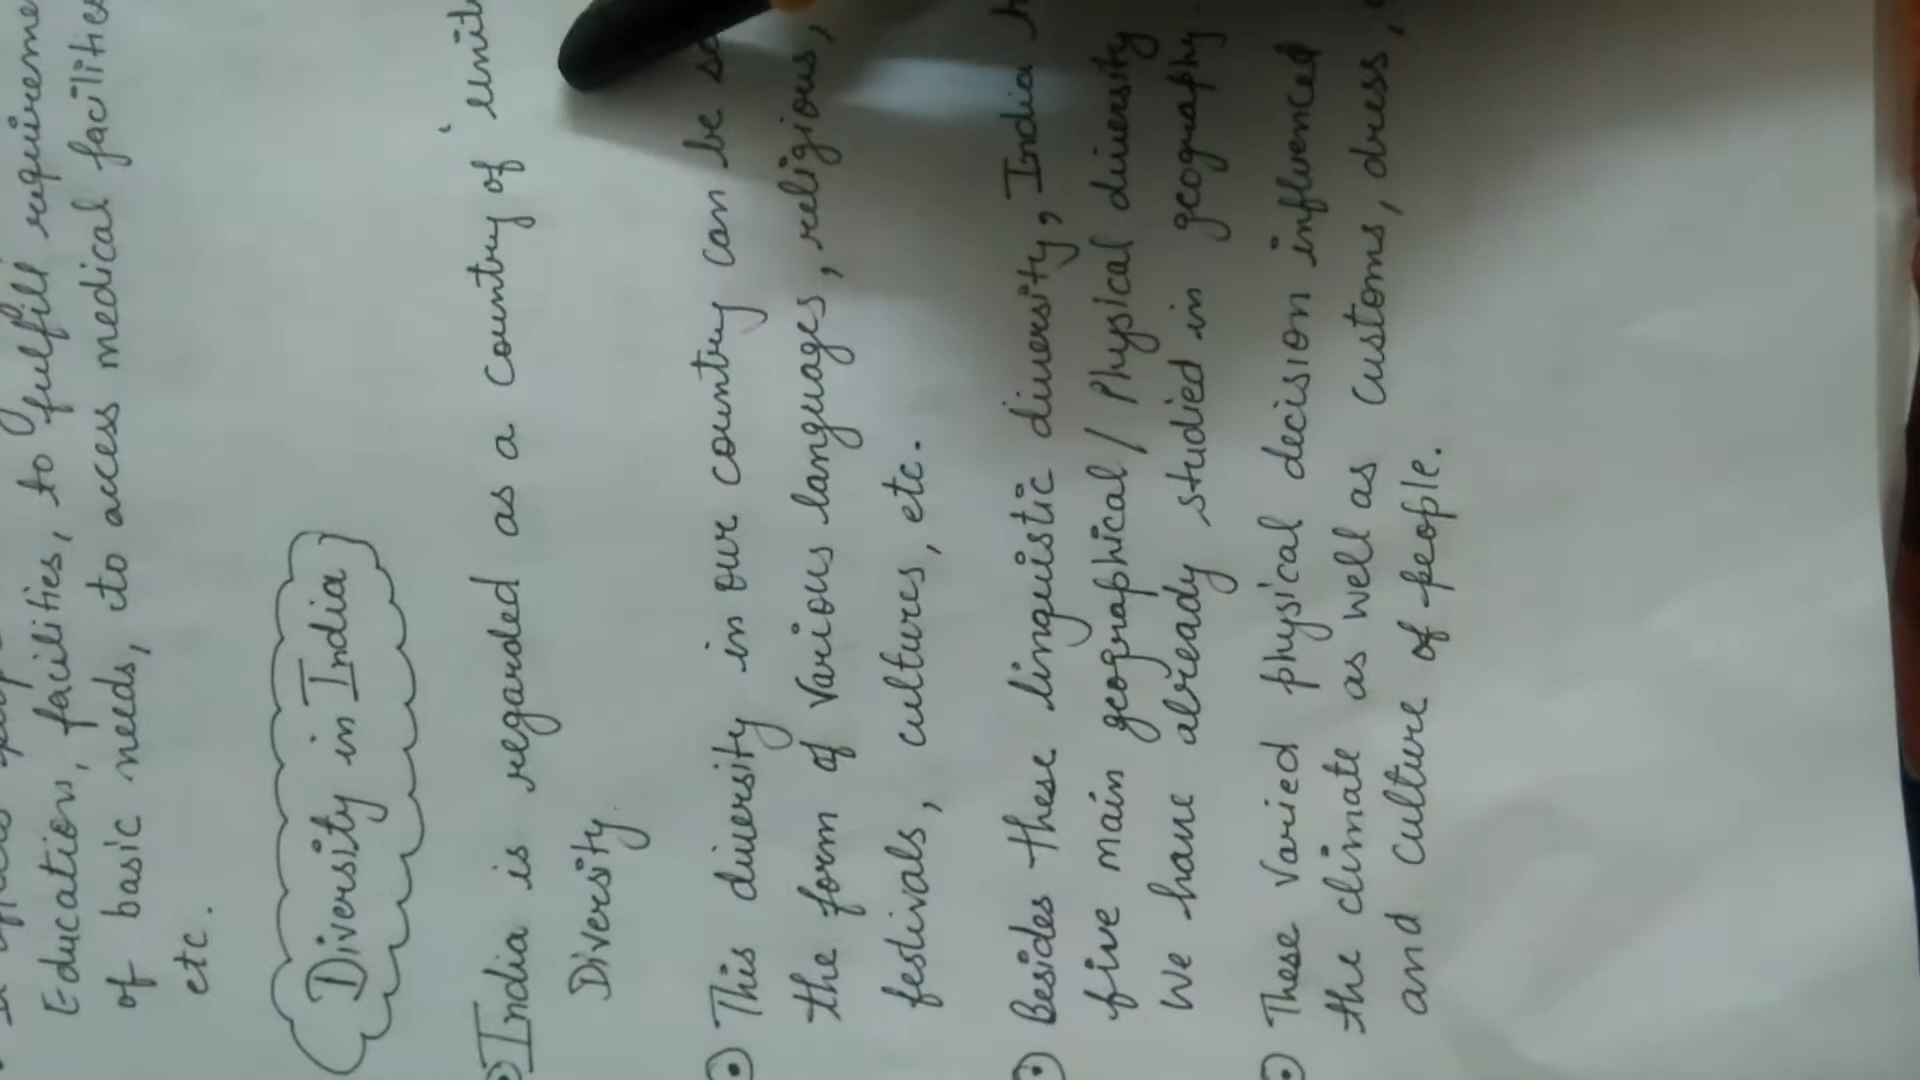 Education, facilities, to fulfill
of basic needs, to access medical facilities
etc.
Diversity in India
India is regarded as a country of
Diversity
This diversity in our country can be
the form of various languages, religious,
festivals, cultures, etc.
Besides these linguistic diversity, India
five main geographical / Physical diversity
We have already studied in geography.
These Varied physical decision influenced
the climate as well as customs, dress,
and culture of people.